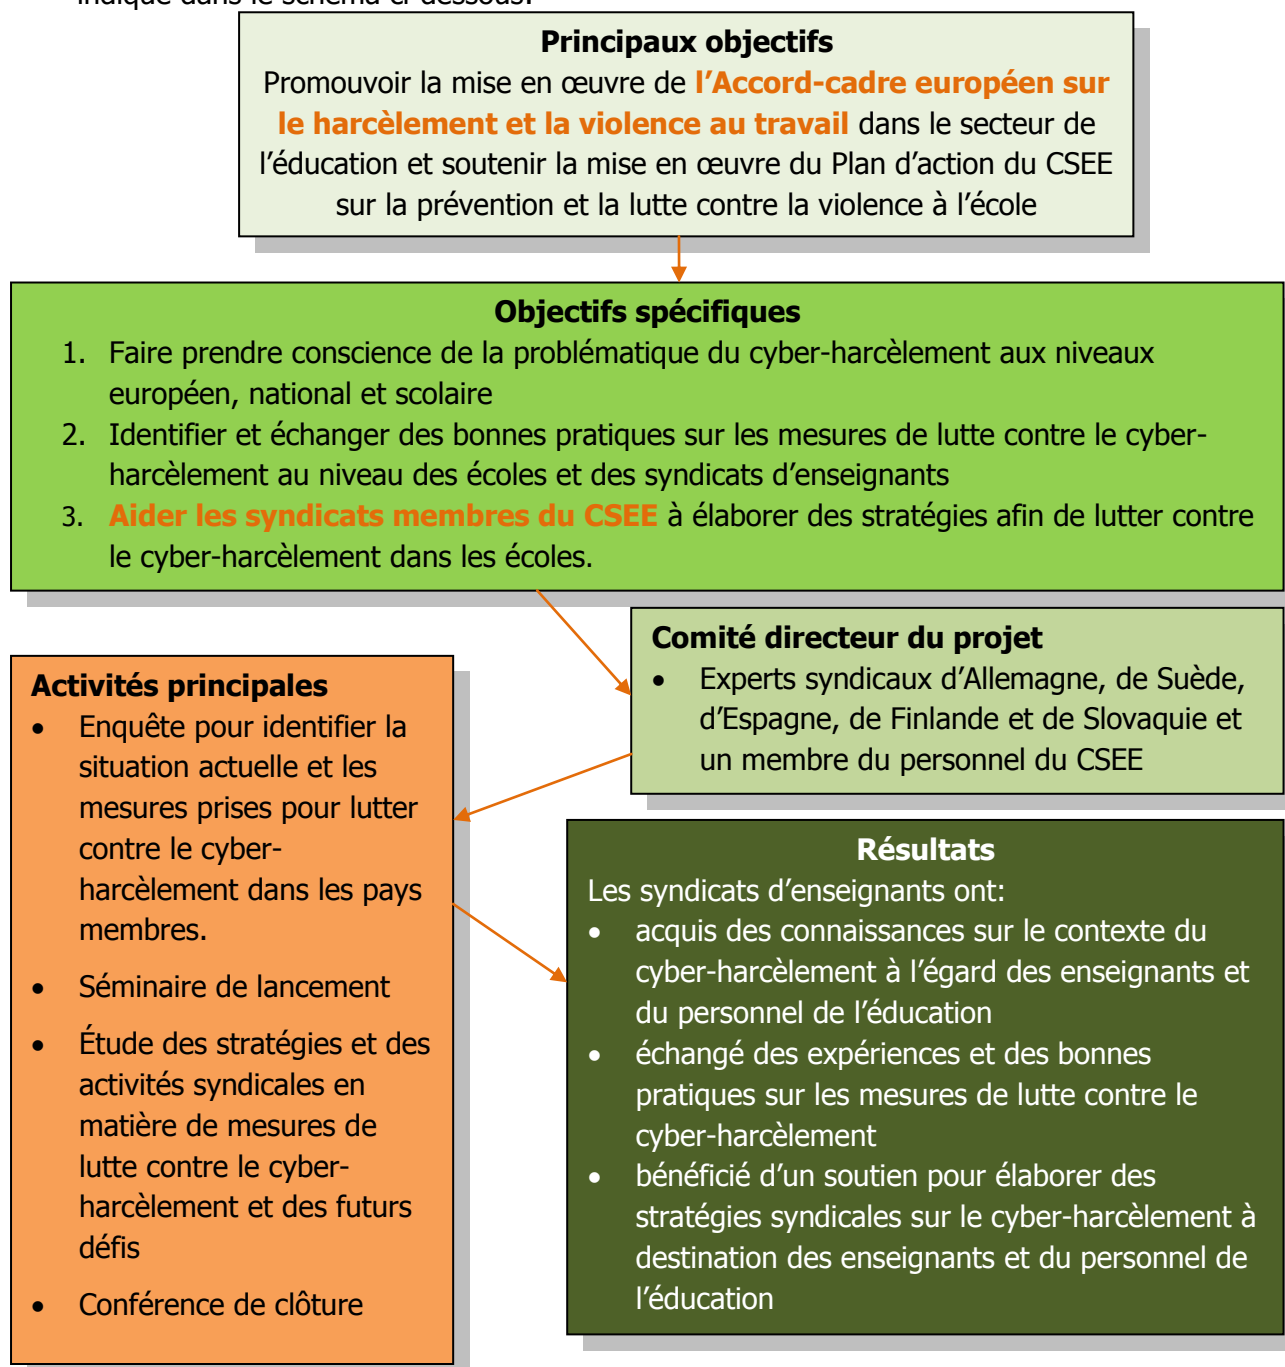 indiqué dans le schéma ci-dessous.
Principaux objectifs
Promouvoir la mise en œuvre de l’Accord-cadre européen sur
le harcèlement et la violence au travail dans le secteur de
l’éducation et soutenir la mise en œuvre du Plan d’action du CSEE
sur la prévention et la lutte contre la violence à l’école
Objectifs spécifiques
1. Faire prendre conscience de la problématique du cyber-harcèlement aux niveaux
européen, national et scolaire
2. Identifier et échanger des bonnes pratiques sur les mesures de lutte contre le cyber-
harcèlement au niveau des écoles et des syndicats d’enseignants
3. Aider les syndicats membres du CSEE à élaborer des stratégies afin de lutter contre
le cyber-harcèlement dans les écoles.
Comité directeur du projet
• Experts syndicaux d’Allemagne, de Suède,
d’Espagne, de Finlande et de Slovaquie et
un membre du personnel du CSEE
Activités principales
• Enquête pour identifier la
situation actuelle et les
mesures prises pour lutter
contre le cyber-
harcèlement dans les pays
membres.
• Séminaire de lancement
• Étude des stratégies et des
activités syndicales en
matière de mesures de
lutte contre le cyber-
harcèlement et des futurs
défis
• Conférence de clôture
Résultats
Les syndicats d’enseignants ont:
• acquis des connaissances sur le contexte du
cyber-harcèlement à l’égard des enseignants et
du personnel de l’éducation
• échangé des expériences et des bonnes
pratiques sur les mesures de lutte contre le
cyber-harcèlement
• bénéficié d’un soutien pour élaborer des
stratégies syndicales sur le cyber-harcèlement à
destination des enseignants et du personnel de
l’éducation